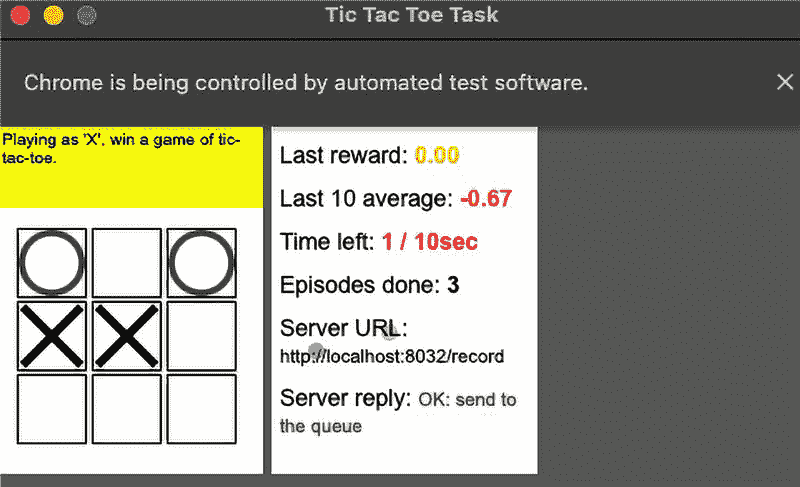 Tic Tac Toe Task
Chrome is being controlled by automated test software.
Playing as 'X', win a game of tic-
tac-toe.
Last reward: 0.00
Last 10 average: -0.67
Time left: 1 / 10sec
Episodes done: 3
Server URL:
http://localhost:8032/record
Server reply: OK: send to
the queue